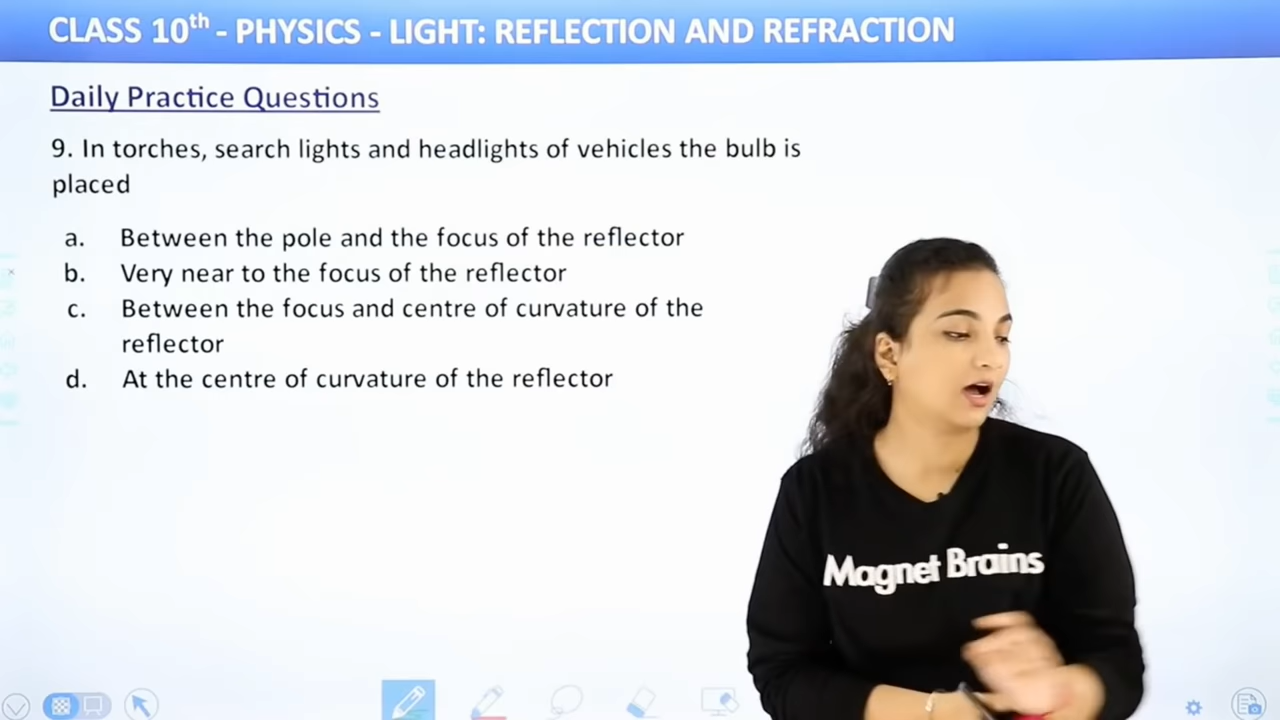 CLASS 10th - PHYSICS - LIGHT: REFLECTION AND REFRACTION
Daily Practice Questions
9. In torches, search lights and headlights of vehicles the bulb is
placed
a. Between the pole and the focus of the reflector
b. Very near to the focus of the reflector
c. Between the focus and centre of curvature of the
reflector
d. At the centre of curvature of the reflector
Magnet Brains